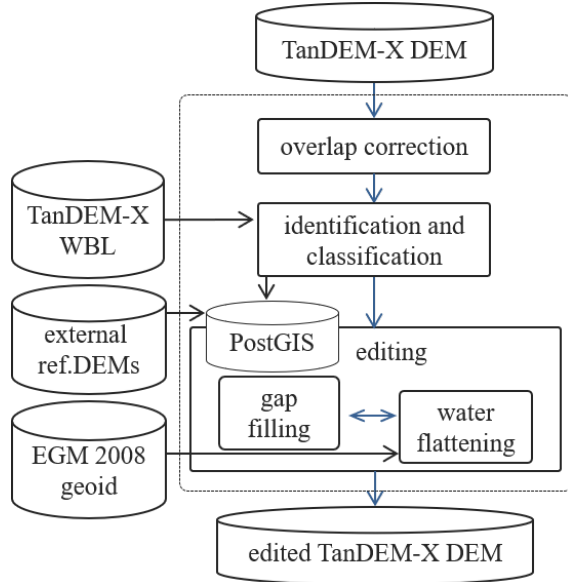 TanDEM-X DEM
overlap correction
TanDEM-X
WBL
identification and
classification
external
ref.DEMs
PostGIS
editing
gap
filling
water
flattening
EGM 2008
geoid
edited TanDEM-X DEM